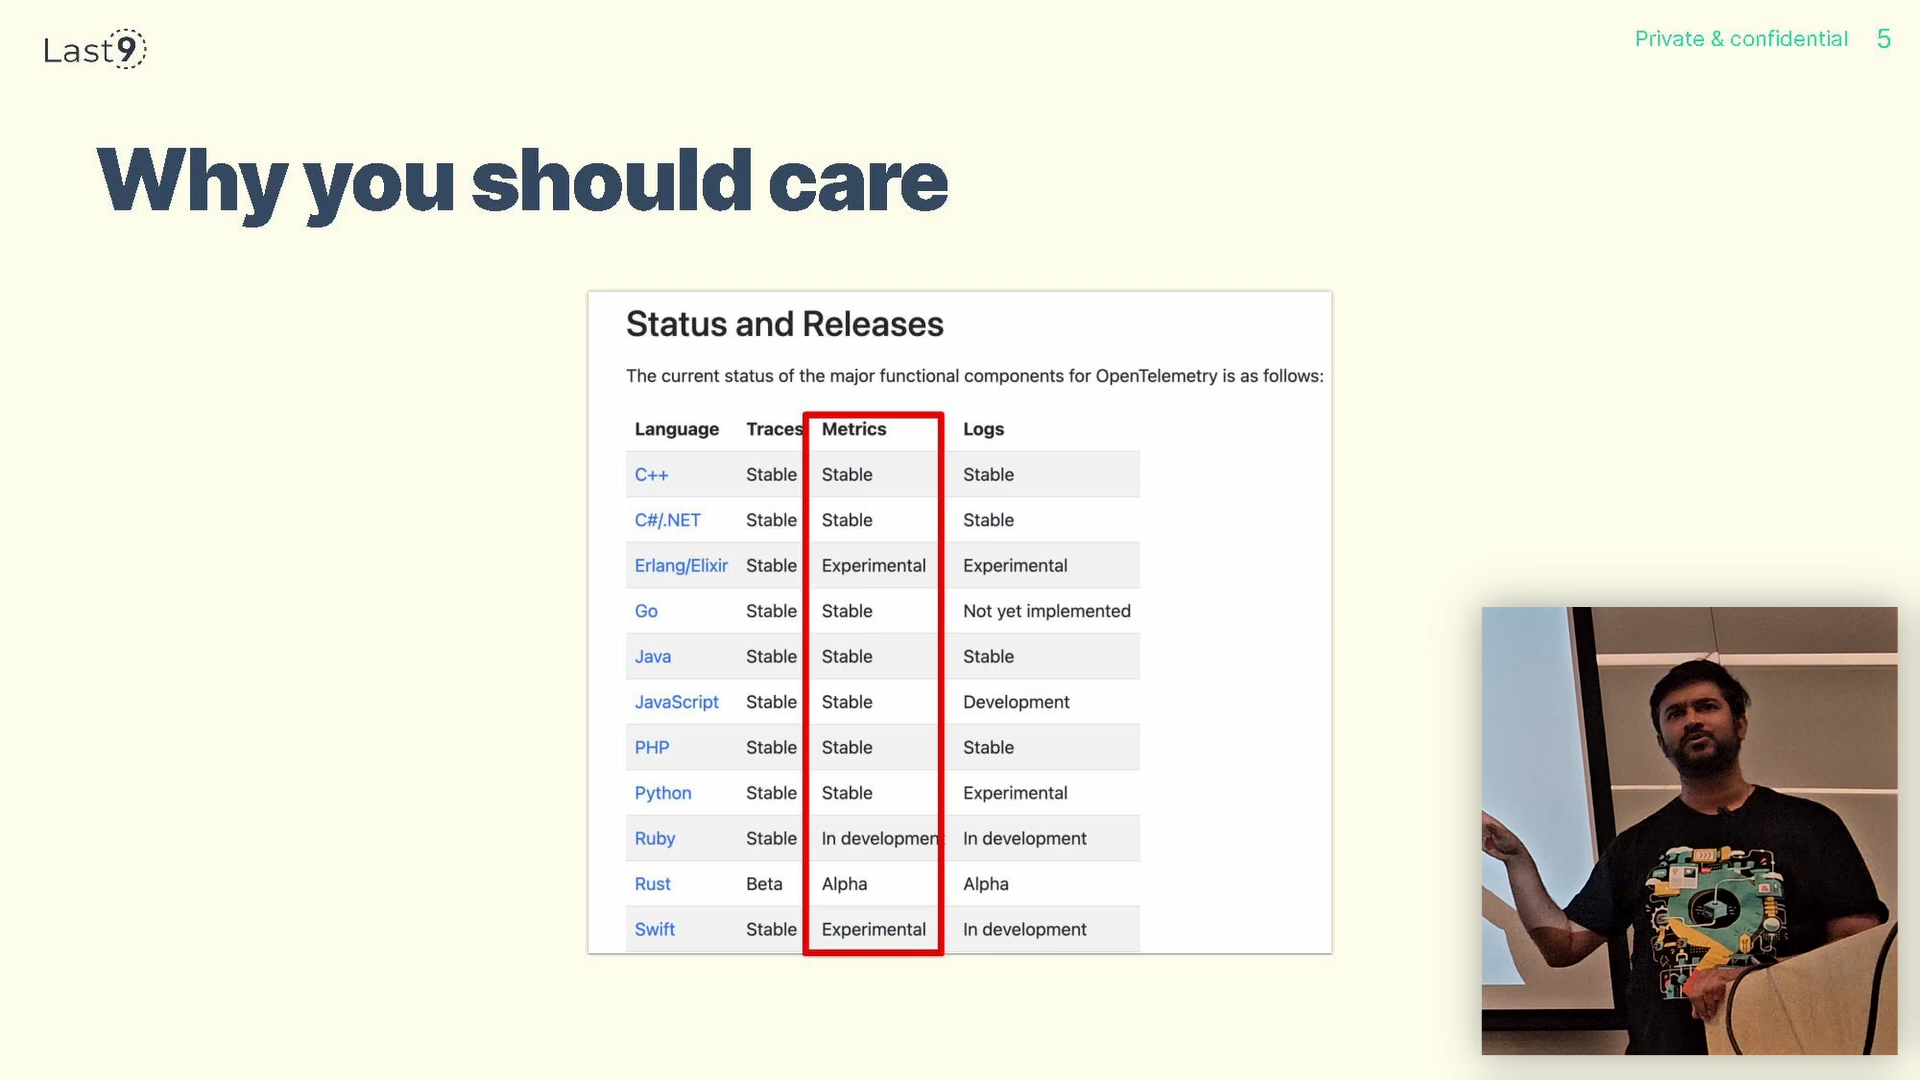 Last9
Private & confidential 5
Why you should care
Status and Releases
The current status of the major functional components for OpenTelemetry is as follows:
Language Traces Metrics Logs
C++ Stable Stable Stable
C#/.NET Stable Stable Stable
Erlang/Elixir Stable Experimental Experimental
Go Stable Stable Not yet implemented
Java Stable Stable Stable
JavaScript Stable Stable Development
PHP Stable Stable Stable
Python Stable Stable Experimental
Ruby Stable In development In development
Rust Beta Alpha Alpha
Swift Stable Experimental In development